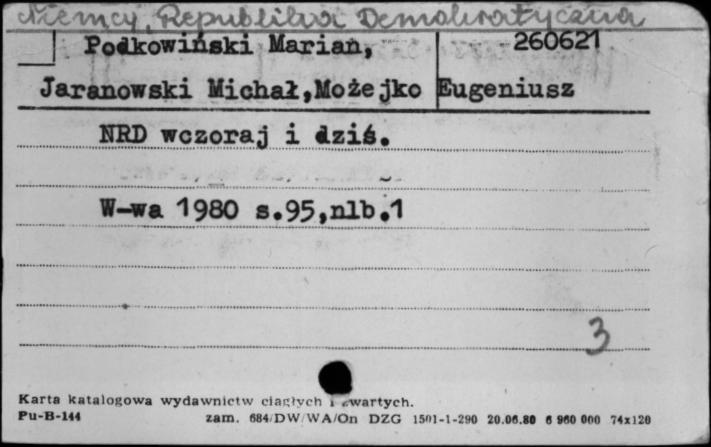 Niemcy, Republika Demokratyczna
Podkowiński Marian, 260621
Jaranowski Michał,Możejko Eugeniusz
NRD wczoraj i dziś.
W-wa 1980 s.95,nlb.1
3
Karta katalogowa wydawnictw ciągłych i zwartych.
Pu-B-144 zam. 684/DW/WA/On DZG 1501-1-290 20.06.80 6 960 000 74x120